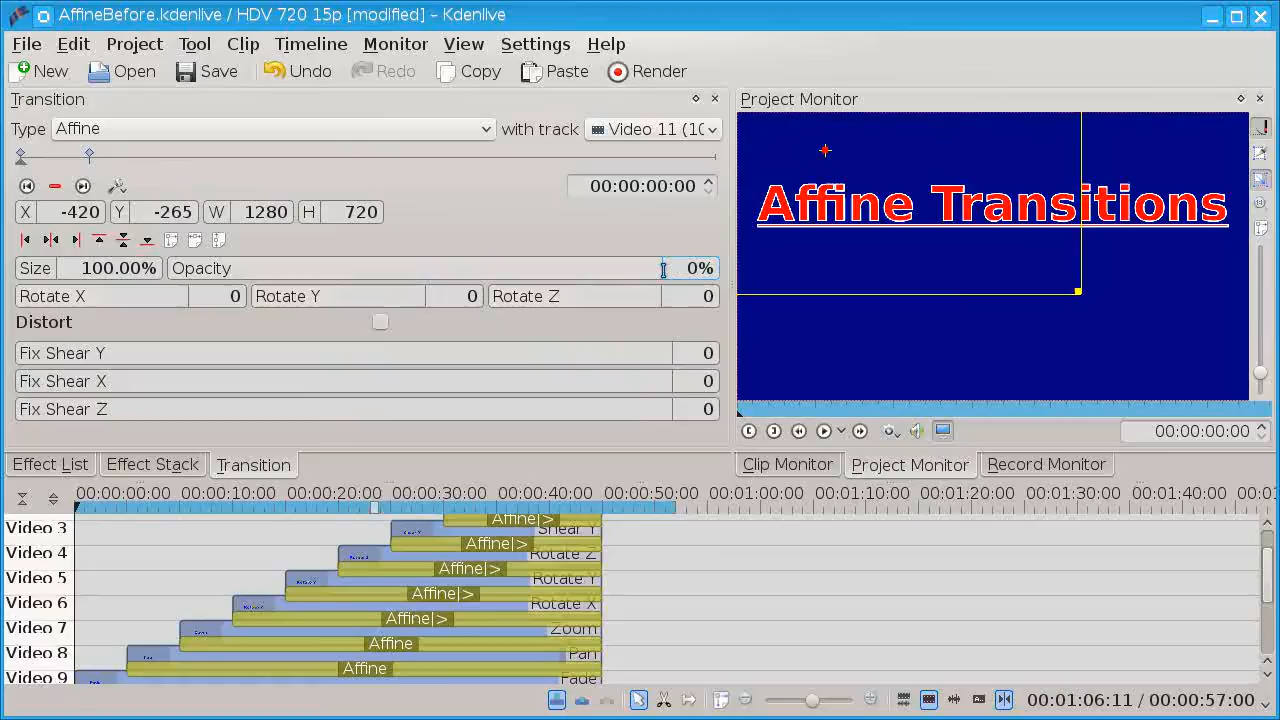 AffineBefore.kdenlive / HDV 720 15p [modified] – Kdenlive
File Edit Project Tool Clip Timeline Monitor View Settings Help
New Open Save Undo Redo Copy Paste Render
Transition
Type Affine with track Video 11 (10
00:00:00:00
X -420 Y -265 W 1280 H 720
Size 100.00% Opacity 0%
Rotate X 0 Rotate Y 0 Rotate Z 0
Distort
Fix Shear Y 0
Fix Shear X 0
Fix Shear Z 0
Effect List Effect Stack Transition
Project Monitor
Affine Transitions
00:00:00:00
Clip Monitor Project Monitor Record Monitor
00:00:00:00 00:00:10:00 00:00:20:00 00:00:30:00 00:00:40:00 00:00:50:00 00:01:00:00 00:01:10:00 00:01:20:00 00:01:30:00 00:01:40:00 00:01
Affine|>
Video 3 Shear Y
Affine|>
Video 4 Rotate Z
Affine|>
Video 5 Rotate Y
Affine|>
Video 6 Rotate X
Affine|>
Video 7 Zoom
Affine
Video 8 Pan
Affine
Video 9 Fade
00:01:06:11 / 00:00:57:00